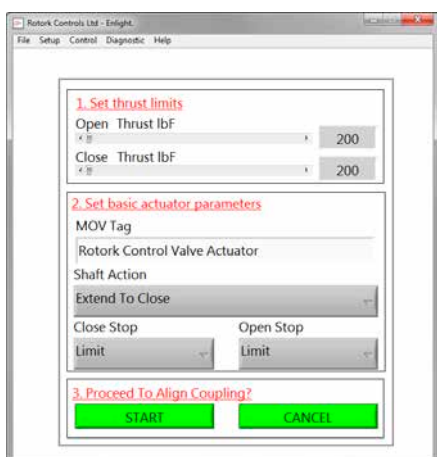 Rotork Controls Ltd - Enlight.
File Setup Control Diagnostic Help
1. Set thrust limits
Open Thrust lbF
200
Close Thrust lbF
200
2. Set basic actuator parameters
MOV Tag
Rotork Control Valve Actuator
Shaft Action
Extend To Close
Close Stop Open Stop
Limit Limit
3. Proceed To Align Coupling?
START CANCEL